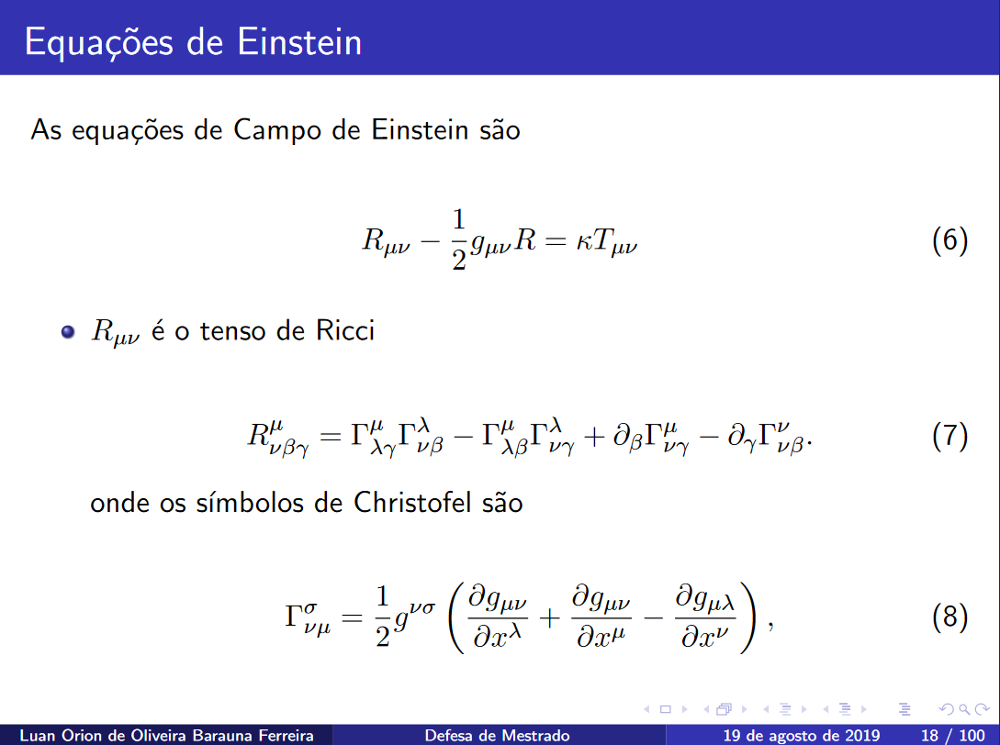 Equações de Einstein
As equações de Campo de Einstein são
R_{μν} − \frac{1}{2} g_{μν} R = κT_{μν} (6)
R_{μν} é o tenso de Ricci
R^{μ}_{νβγ} = Γ^{μ}_{λγ} Γ^{λ}_{νβ} − Γ^{μ}_{λβ} Γ^{λ}_{νγ} + ∂_{β} Γ^{μ}_{νγ} − ∂_{γ} Γ^{ν}_{νβ}. (7)
onde os símbolos de Christofel são
Γ^{σ}_{νμ} = \frac{1}{2} g^{νσ} \left( \frac{∂g_{μν}}{∂x^{λ}} + \frac{∂g_{μν}}{∂x^{μ}} − \frac{∂g_{μλ}}{∂x^{ν}} \right), (8)
Luan Orion de Oliveira Barauna Ferreira Defesa de Mestrado 19 de agosto de 2019 18 / 100